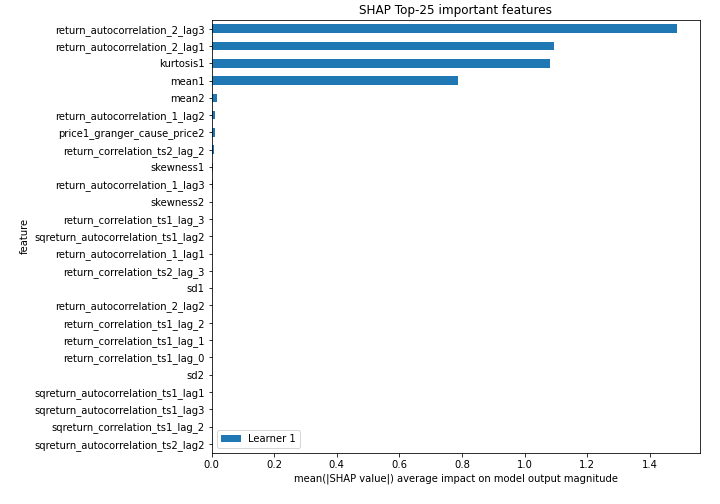 SHAP Top-25 important features
return_autocorrelation_2_lag3
return_autocorrelation_2_lag1
kurtosis1
mean1
mean2
return_autocorrelation_1_lag2
price1_granger_cause_price2
return_correlation_ts2_lag_2
skewness1
return_autocorrelation_1_lag3
skewness2
return_correlation_ts1_lag_3
sqreturn_autocorrelation_ts1_lag2
return_autocorrelation_1_lag1
return_correlation_ts2_lag_3
sd1
return_autocorrelation_2_lag2
return_correlation_ts1_lag_2
return_correlation_ts1_lag_1
return_correlation_ts1_lag_0
sd2
sqreturn_autocorrelation_ts1_lag1
sqreturn_autocorrelation_ts1_lag3
sqreturn_correlation_ts1_lag_2
sqreturn_autocorrelation_ts2_lag2
feature
Learner 1
0.0 0.2 0.4 0.6 0.8 1.0 1.2 1.4
mean(|SHAP value|) average impact on model output magnitude